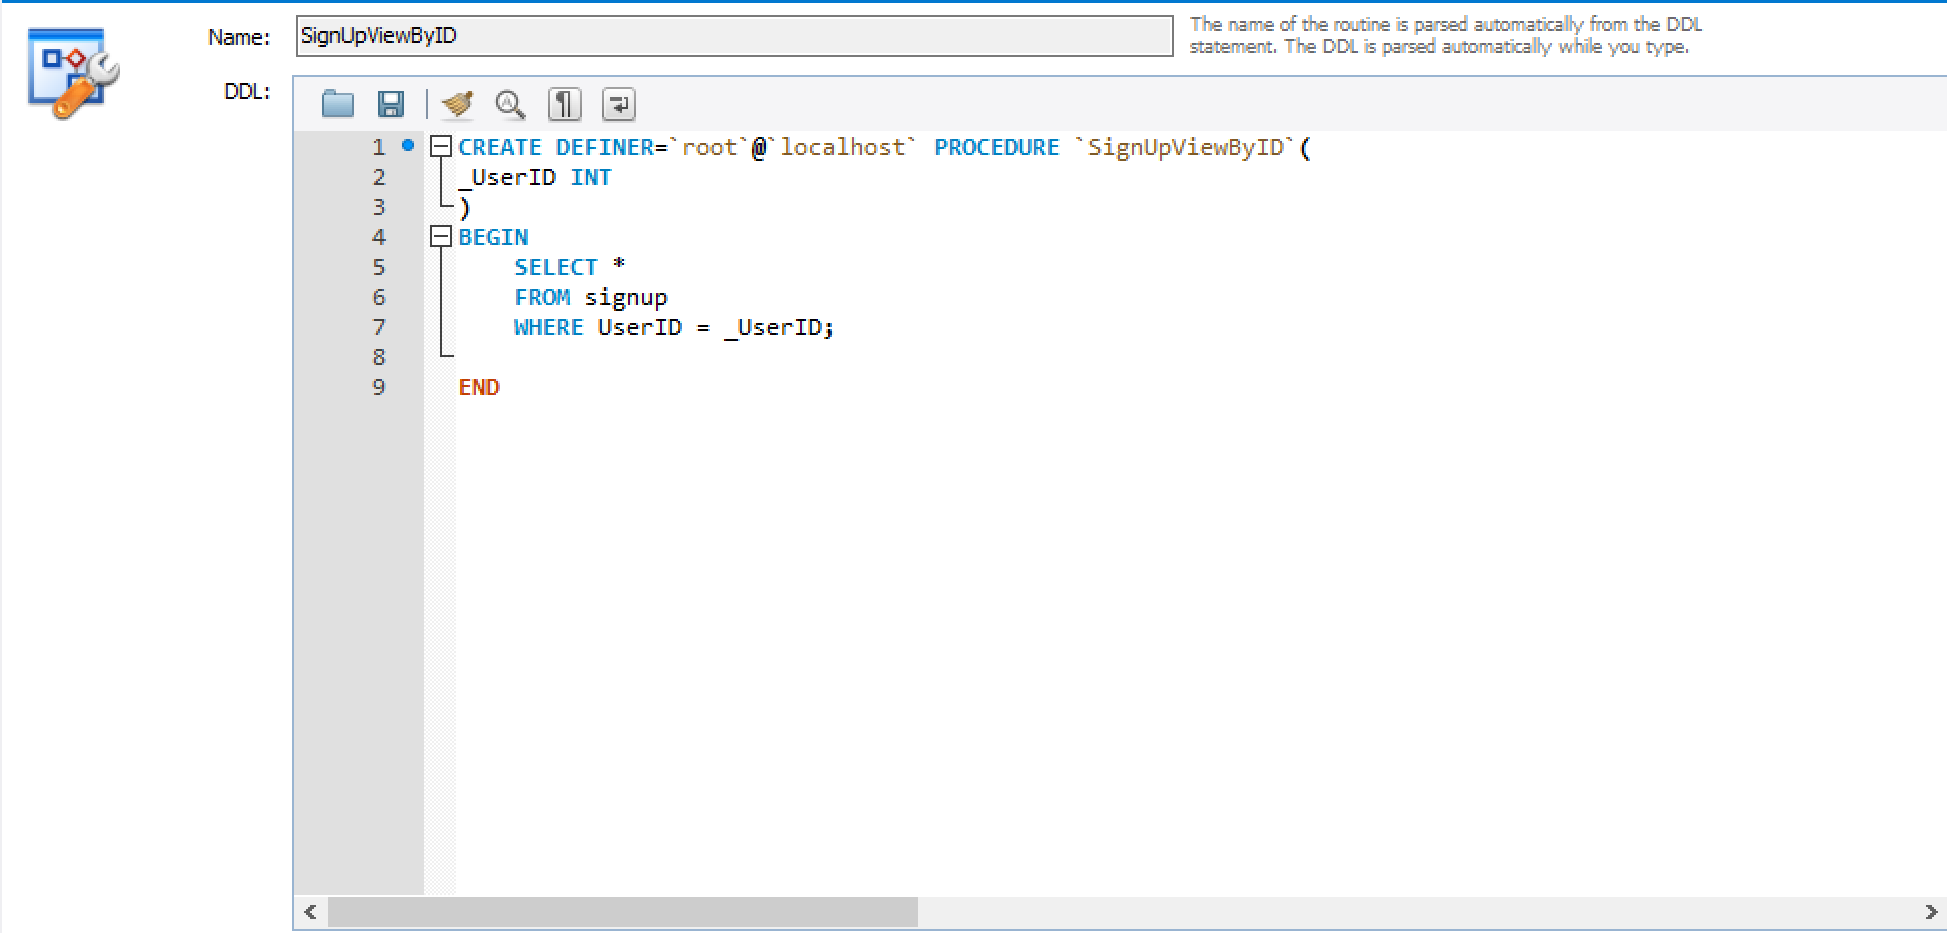 Name:
SignUpViewByID
The name of the routine is parsed automatically from the DDL
statement. The DDL is parsed automatically while you type.
DDL:
1 CREATE DEFINER=`root`@`localhost` PROCEDURE `SignUpViewByID`(
2 _UserID INT
3 )
4 BEGIN
5 SELECT *
6 FROM signup
7 WHERE UserID = _UserID;
8
9 END